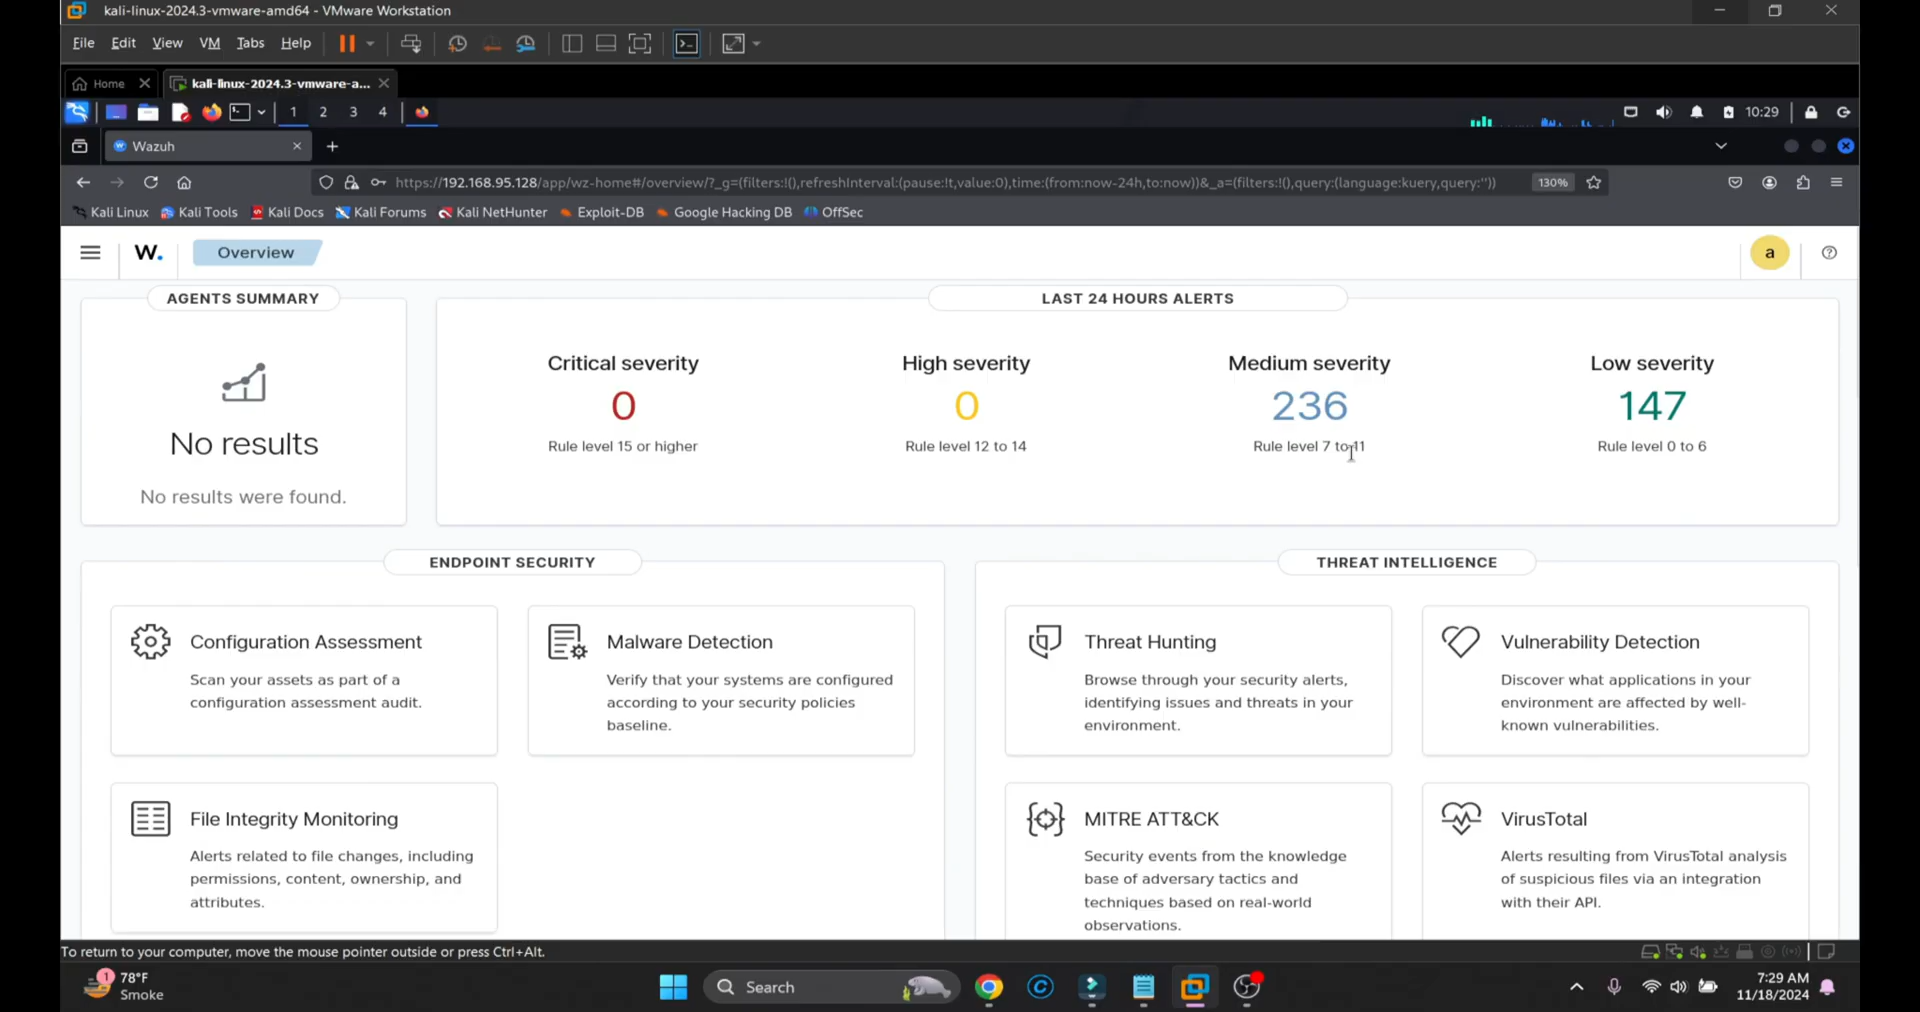 kali-linux-2024.3-vmware-amd64 - VMware Workstation
File Edit View VM Tabs Help
Home kali-linux-2024.3-vmware-a...
1 2 3 4 10:29
Wazuh
https://192.168.95.128/app/wz-home#/overview/?_g=(filters:!(),refreshInterval:(pause:!t,value:0),time:(from:now-24h,to:now))&_a=(filters:!(),query:(language:kuery,query:'')) 130%
Kali Linux Kali Tools Kali Docs Kali Forums Kali NetHunter Exploit-DB Google Hacking DB OffSec
W. Overview a
AGENTS SUMMARY
No results
No results were found.
LAST 24 HOURS ALERTS
Critical severity
0
Rule level 15 or higher
High severity
0
Rule level 12 to 14
Medium severity
236
Rule level 7 to 11
Low severity
147
Rule level 0 to 6
ENDPOINT SECURITY
Configuration Assessment
Scan your assets as part of a
configuration assessment audit.
Malware Detection
Verify that your systems are configured
according to your security policies
baseline.
File Integrity Monitoring
Alerts related to file changes, including
permissions, content, ownership, and
attributes.
THREAT INTELLIGENCE
Threat Hunting
Browse through your security alerts,
identifying issues and threats in your
environment.
Vulnerability Detection
Discover what applications in your
environment are affected by well-
known vulnerabilities.
MITRE ATT&CK
Security events from the knowledge
base of adversary tactics and
techniques based on real-world
observations.
VirusTotal
Alerts resulting from VirusTotal analysis
of suspicious files via an integration
with their API.
To return to your computer, move the mouse pointer outside or press Ctrl+Alt.
1
78°F
Smoke
Search
7:29 AM
11/18/2024